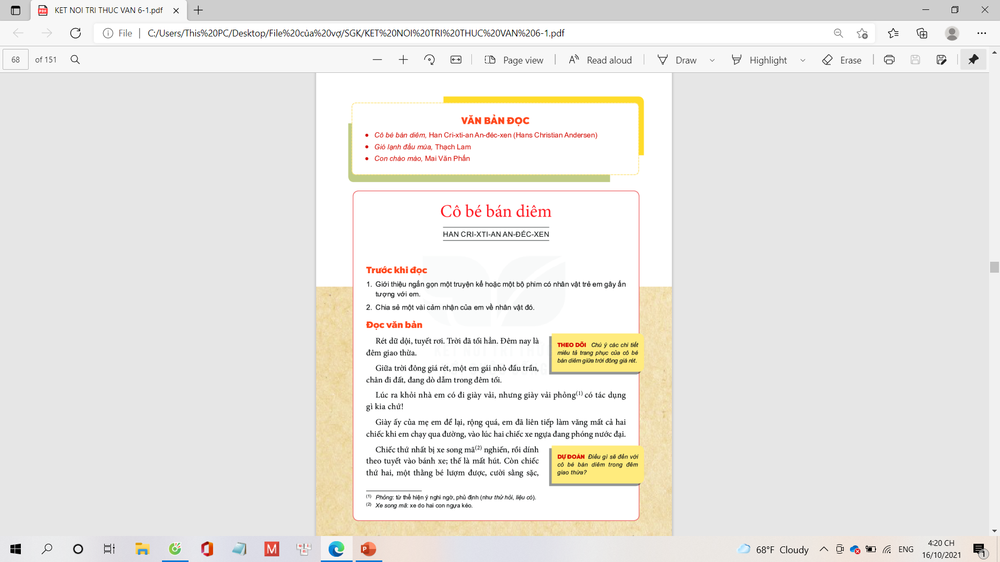 KET NOI TRI THUC VAN 6-1.pdf
File
C:/Users/This%20PC/Desktop/File%20của%20vợ/SGK/KET%20NOI%20TRI%20THUC%20VAN%206-1.pdf
68 of 151
Page view
Read aloud
Draw
Highlight
Erase
VĂN BẢN ĐỌC
• Cô bé bán diêm, Han Cri-xti-an An-đéc-xen (Hans Christian Andersen)
• Gió lạnh đầu mùa, Thạch Lam
• Con chào mào, Mai Văn Phấn
Cô bé bán diêm
HAN CRI-XTI-AN AN-ĐÉC-XEN
Trước khi đọc
1. Giới thiệu ngắn gọn một truyện kể hoặc một bộ phim có nhân vật trẻ em gây ấn
tượng với em.
2. Chia sẻ một vài cảm nhận của em về nhân vật đó.
Đọc văn bản
Rét dữ dội, tuyết rơi. Trời đã tối hẳn. Đêm nay là
đêm giao thừa.
Giữa trời đông giá rét, một em gái nhỏ đầu trần,
chân đi đất, đang dò dẫm trong đêm tối.
THEO DÕI Chú ý các chi tiết
miêu tả trang phục của cô bé
bán diêm giữa trời đông giá rét.
Lúc ra khỏi nhà em có đi giày vải, nhưng giày vải phỏng(1) có tác dụng
gì kia chứ!
Giày ấy của mẹ em để lại, rộng quá, em đã liên tiếp làm văng mất cả hai
chiếc khi em chạy qua đường, vào lúc hai chiếc xe ngựa đang phóng nước đại.
Chiếc thứ nhất bị xe song mã(2) nghiến, rồi dính
theo tuyết vào bánh xe; thế là mất hút. Còn chiếc
thứ hai, một thằng bé lượm được, cười sằng sặc,
DỰ ĐOÁN Điều gì sẽ đến với
cô bé bán diêm trong đêm
giao thừa?
(1) Phỏng: từ thể hiện ý nghi ngờ, phủ định (như thử hỏi, liệu có).
(2) Xe song mã: xe do hai con ngựa kéo.
68°F Cloudy
ENG
4:20 CH
16/10/2021
1